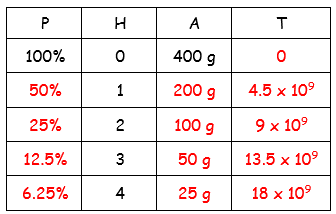 P H A T
100% 0 400 g 0
50% 1 200 g 4.5 x 10⁹
25% 2 100 g 9 x 10⁹
12.5% 3 50 g 13.5 x 10⁹
6.25% 4 25 g 18 x 10⁹